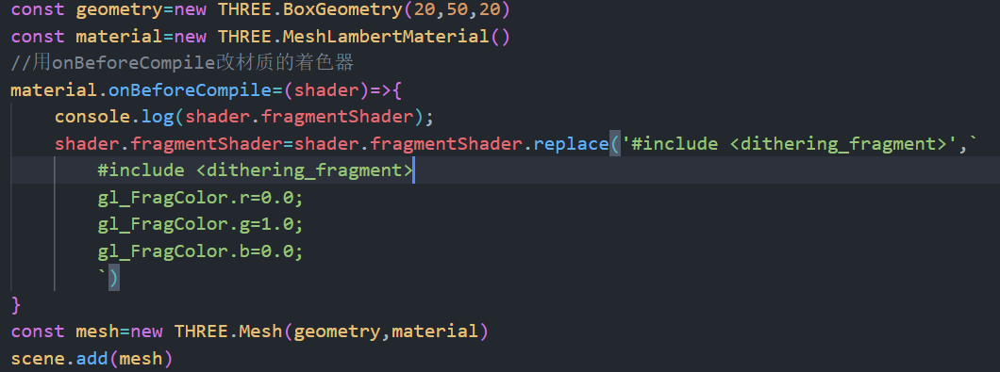 const geometry=new THREE.BoxGeometry(20,50,20)
const material=new THREE.MeshLambertMaterial()
//用onBeforeCompile改材质的着色器
material.onBeforeCompile=(shader)=>{
    console.log(shader.fragmentShader);
    shader.fragmentShader=shader.fragmentShader.replace('#include <dithering_fragment>',`
        #include <dithering_fragment>
        gl_FragColor.r=0.0;
        gl_FragColor.g=1.0;
        gl_FragColor.b=0.0;
        `)
}
const mesh=new THREE.Mesh(geometry,material)
scene.add(mesh)